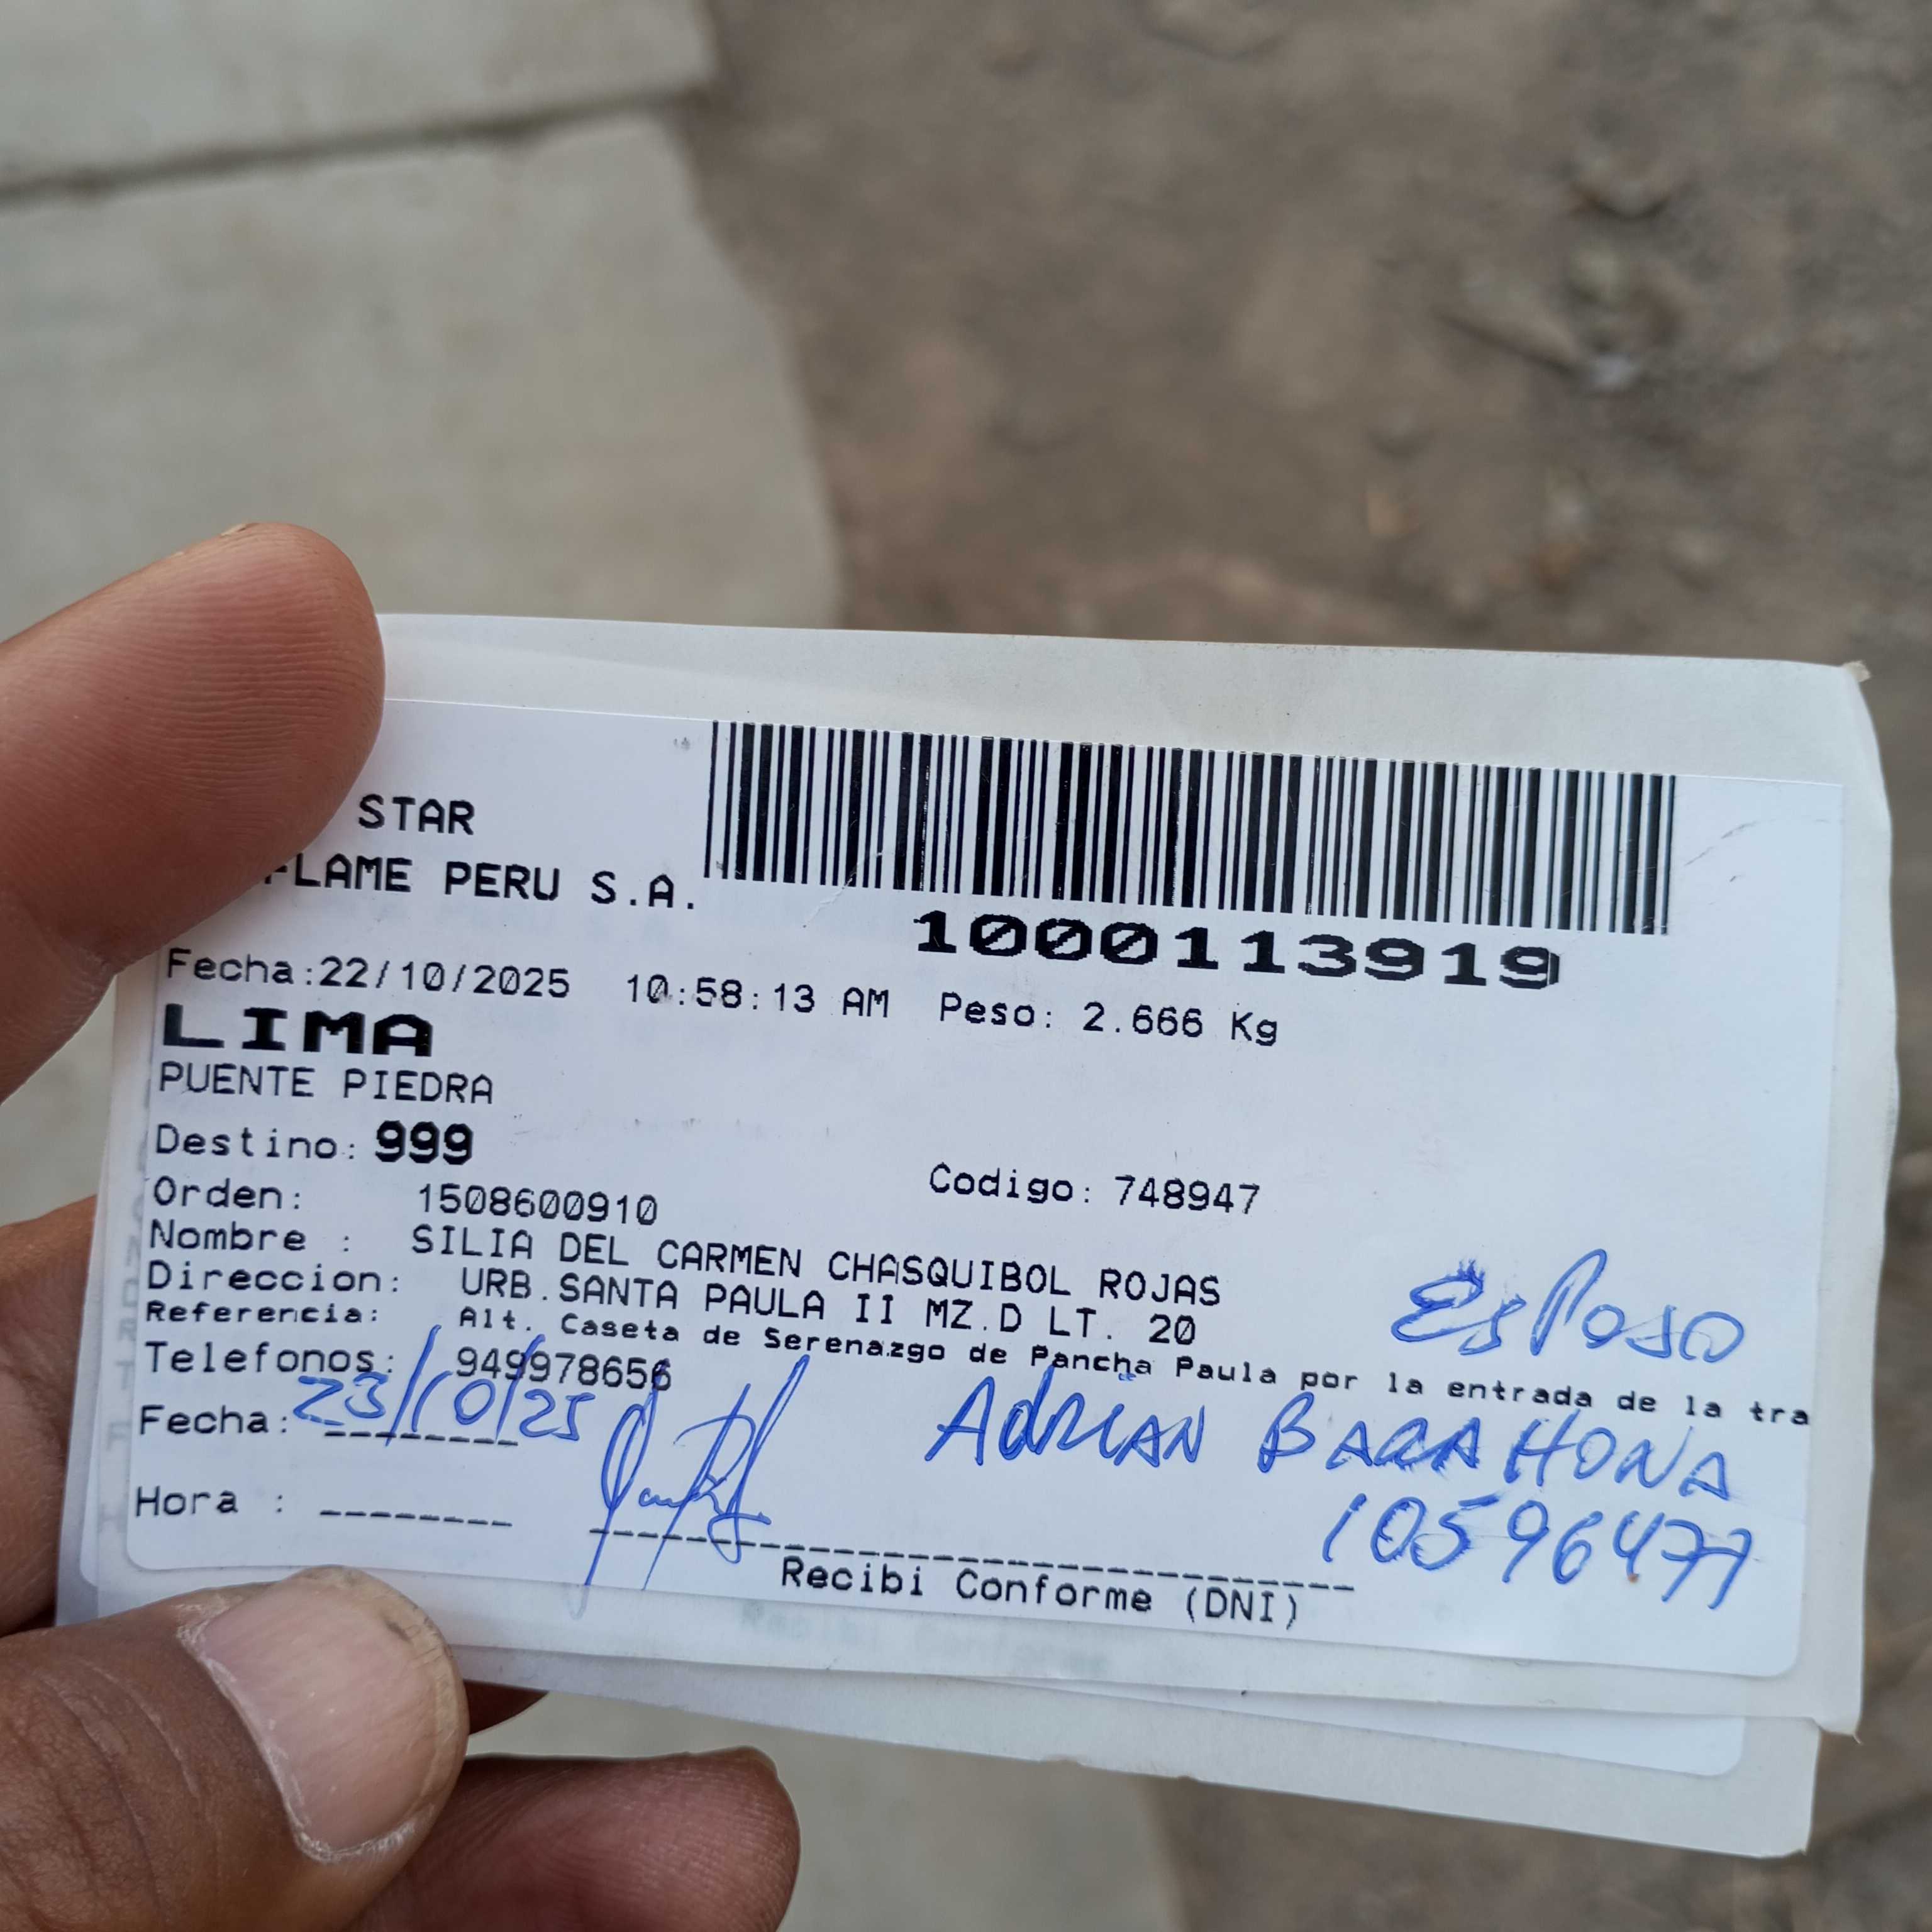 STAR
FLAME PERU S.A.
1000113919
Fecha:22/10/2025 10:58:13 AM Peso: 2.666 Kg
LIMA
PUENTE PIEDRA
Destino: 999
Codigo: 748947
Orden: 1508600910
Nombre : SILIA DEL CARMEN CHASQUIBOL ROJAS
Direccion: URB.SANTA PAULA II MZ.D LT. 20
Referencia: Alt. Caseta de Serenazgo de Pancha Paula por la entrada de la tra
Telefonos: 949978656
Esposo
Fecha: 23/10/25
Adrian BARAHONA
10596477
Hora :
Recibi Conforme (DNI)